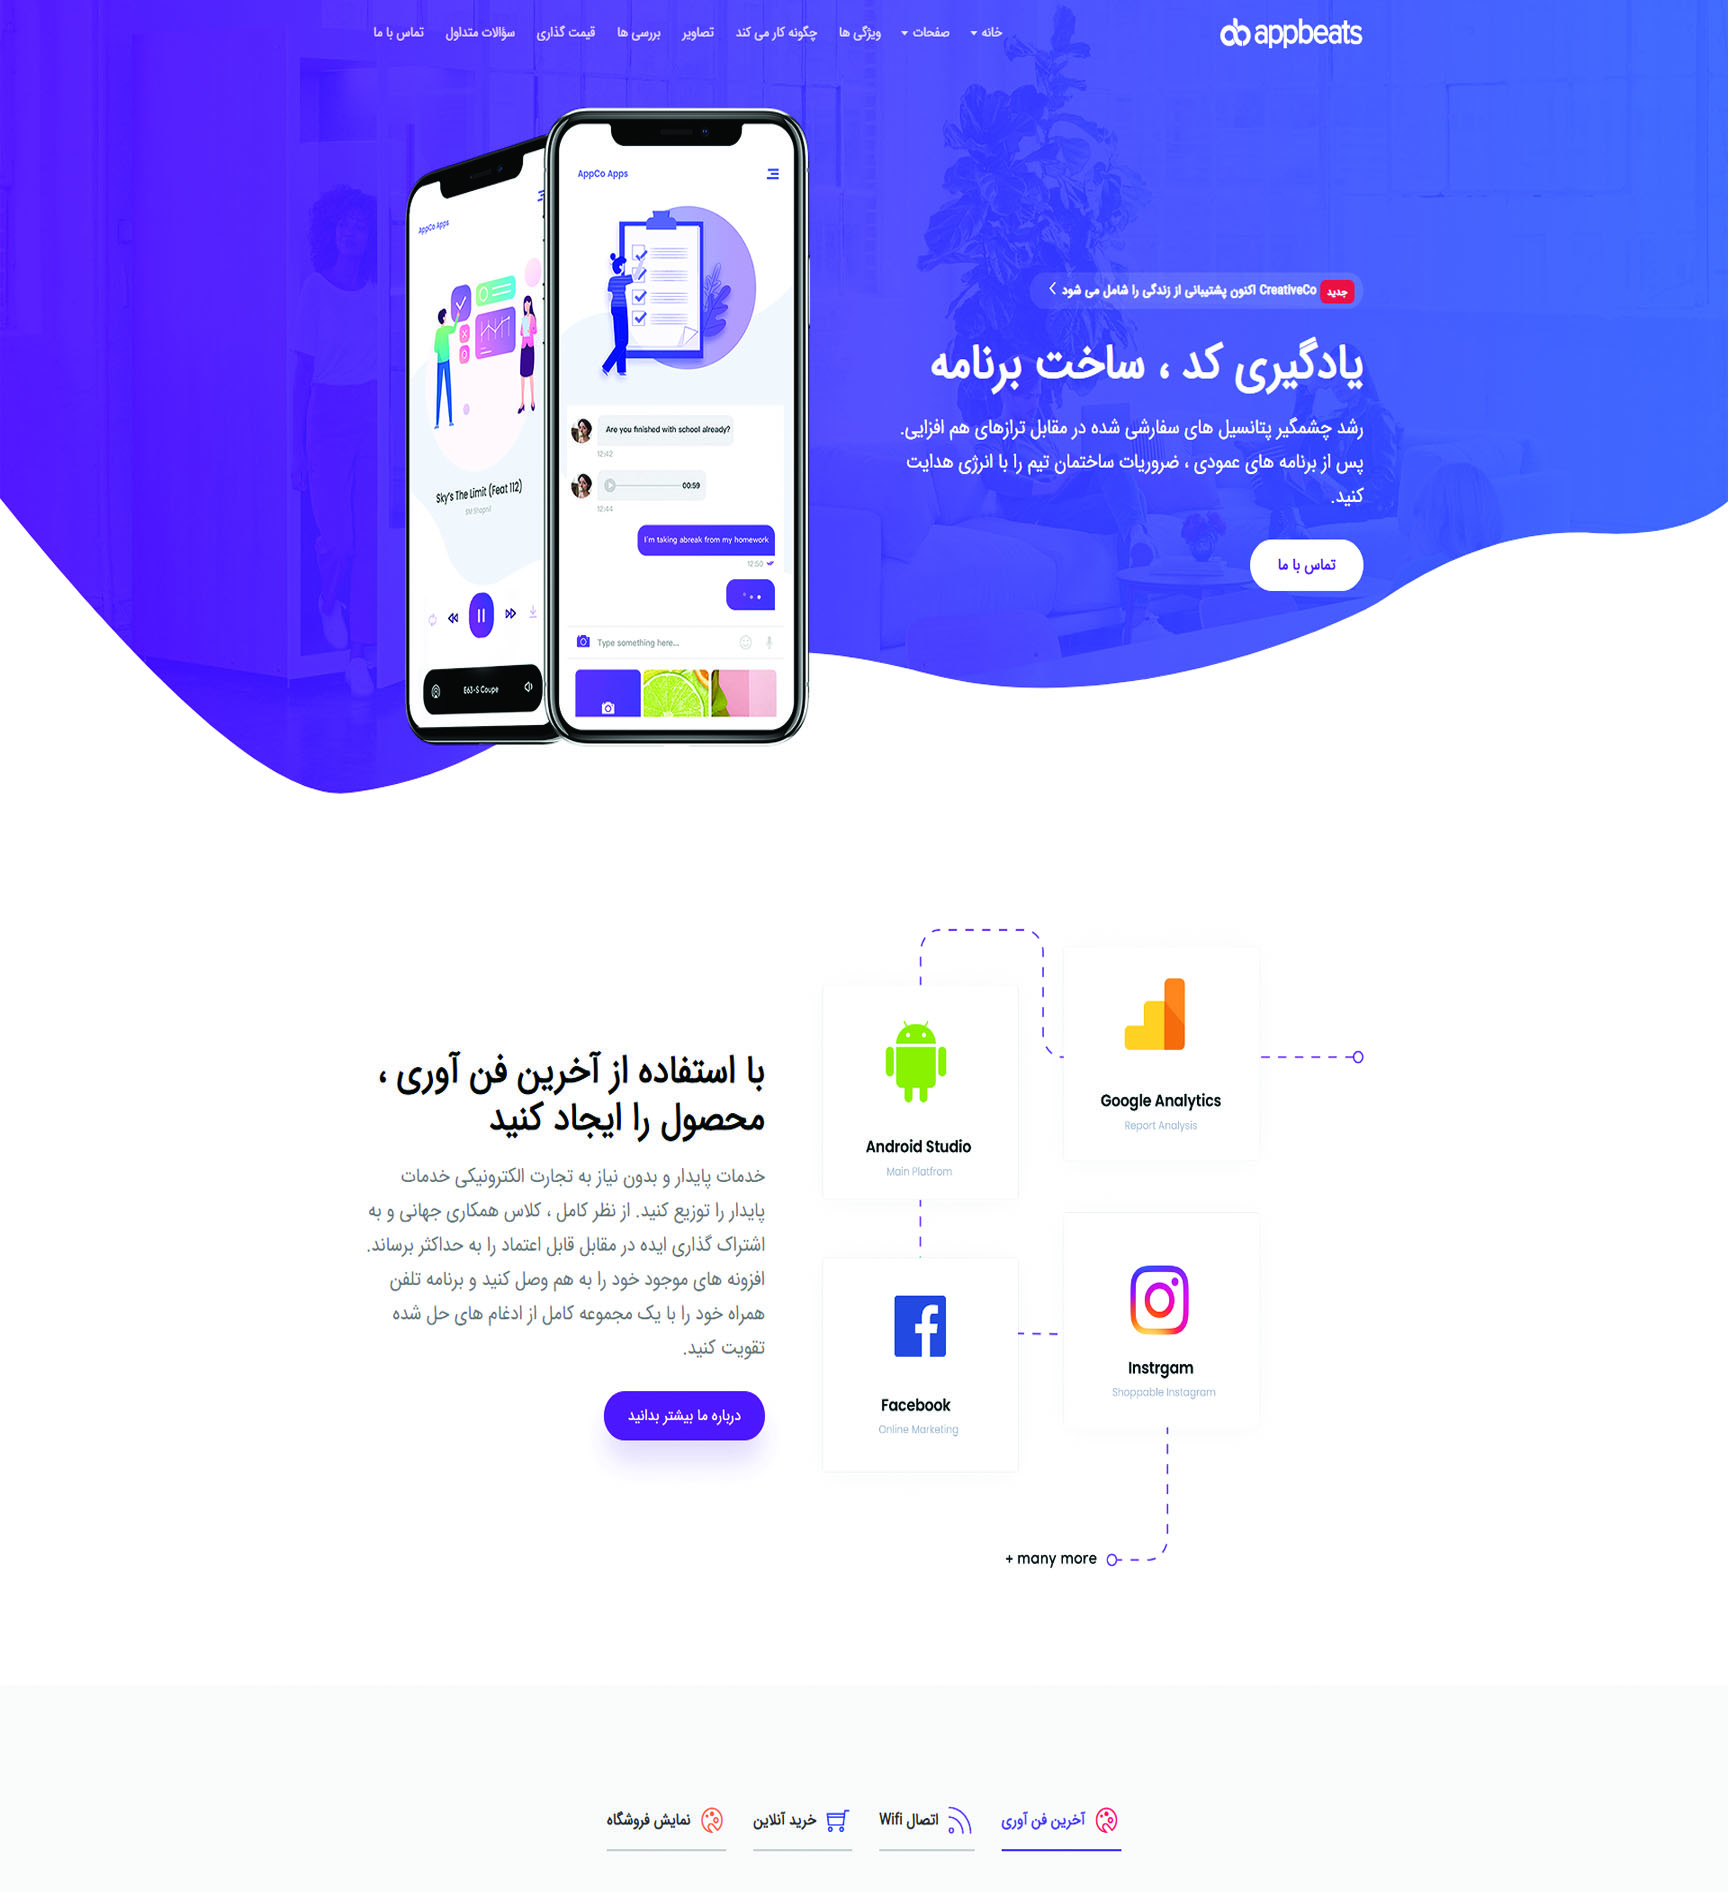 appbeats
خانه
صفحات
ویژگی ها
چگونه کار می کند
تصاویر
بررسی ها
قیمت گذاری
سؤالات متداول
تماس با ما
جدید CreativeCo اکنون پشتیبانی از زندگی را شامل می شود
یادگیری کد ، ساخت برنامه
رشد چشمگیر پتانسیل های سفارشی شده در مقابل ترازهای هم افزایی.
پس از برنامه های عمودی ، ضروریات ساختمان تیم را با انرژی هدایت
کنید.
تماس با ما
AppCo Apps
Are you finished with school already?
12:42
00:59
12:44
I'm taking abreak from my homework
12:50
Type something here...
AppCo Apps
Sky's The Limit (Feat 112)
SM Shaphil
E63-S Coupe
Google Analytics
Report Analysis
Android Studio
Main Platfrom
Instrgam
Shoppable Instagram
Facebook
Online Marketing
+ many more
با استفاده از آخرین فن آوری ،
محصول را ایجاد کنید
خدمات پایدار و بدون نیاز به تجارت الکترونیکی خدمات
پایدار را توزیع کنید. از نظر کامل ، کلاس همکاری جهانی و به
اشتراک گذاری ایده در مقابل قابل اعتماد را به حداکثر برساند.
افزونه های موجود خود را به هم وصل کنید و برنامه تلفن
همراه خود را با یک مجموعه کامل از ادغام های حل شده
تقویت کنید.
درباره ما بیشتر بدانید
آخرین فن آوری
اتصال Wifi
خرید آنلاین
نمایش فروشگاه